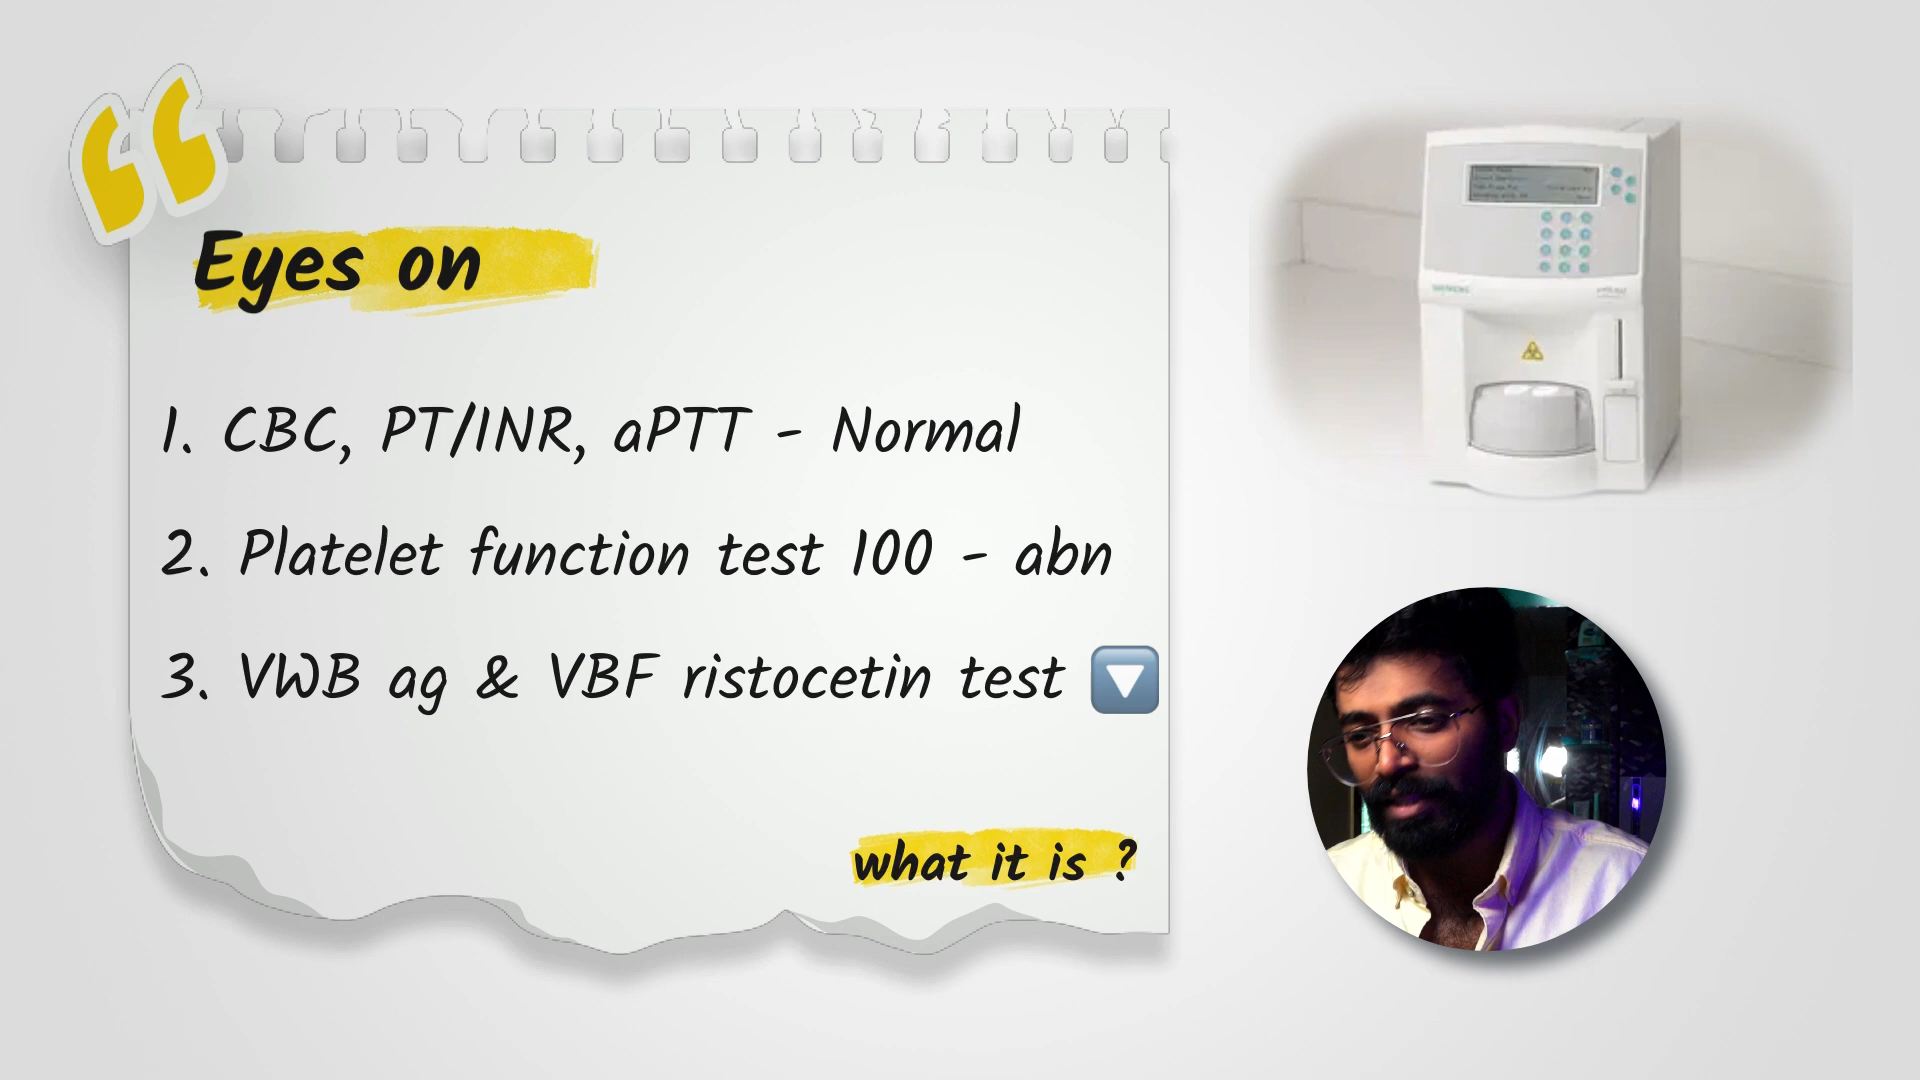 Eyes on
1. CBC, PT/INR, aPTT - Normal
2. Platelet function test 100 - abn
3. VWB ag & VBF ristocetin test
what it is ?
SIEMENS